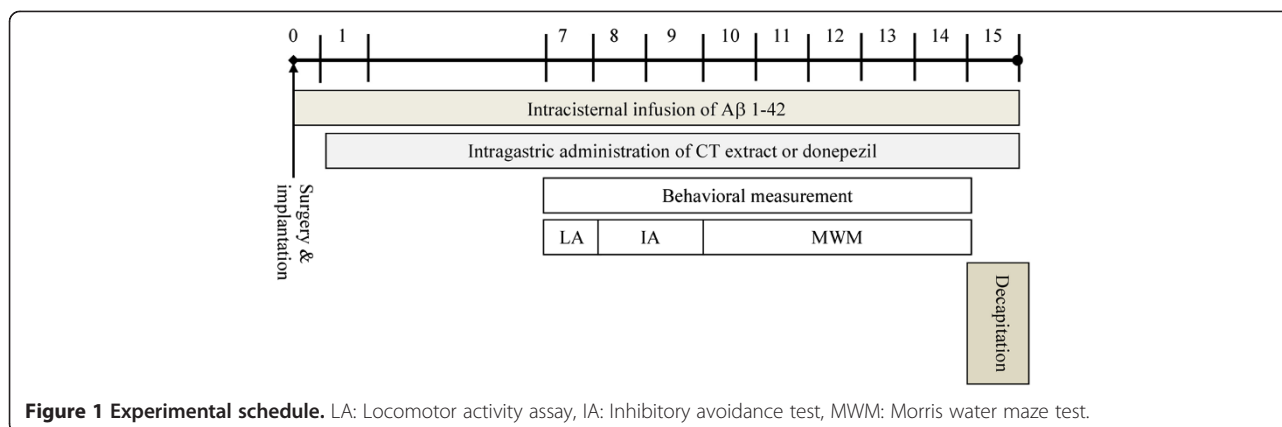 0 1 7 8 9 10 11 12 13 14 15
Intracisternal infusion of Aβ 1-42
Intragastric administration of CT extract or donepezil
Surgery &
implantation
Behavioral measurement
LA IA MWM
Decapitation
Figure 1 Experimental schedule. LA: Locomotor activity assay, IA: Inhibitory avoidance test, MWM: Morris water maze test.